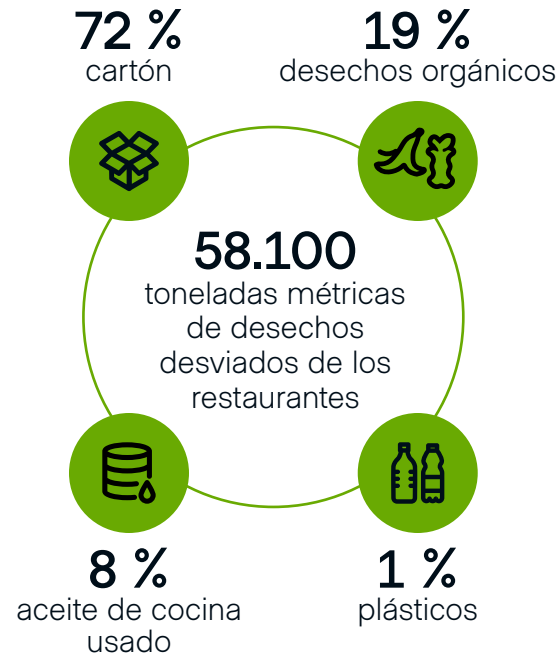 72 %
cartón
19 %
desechos orgánicos
58.100
toneladas métricas
de desechos
desviados de los
restaurantes
8 %
aceite de cocina
usado
1 %
plásticos